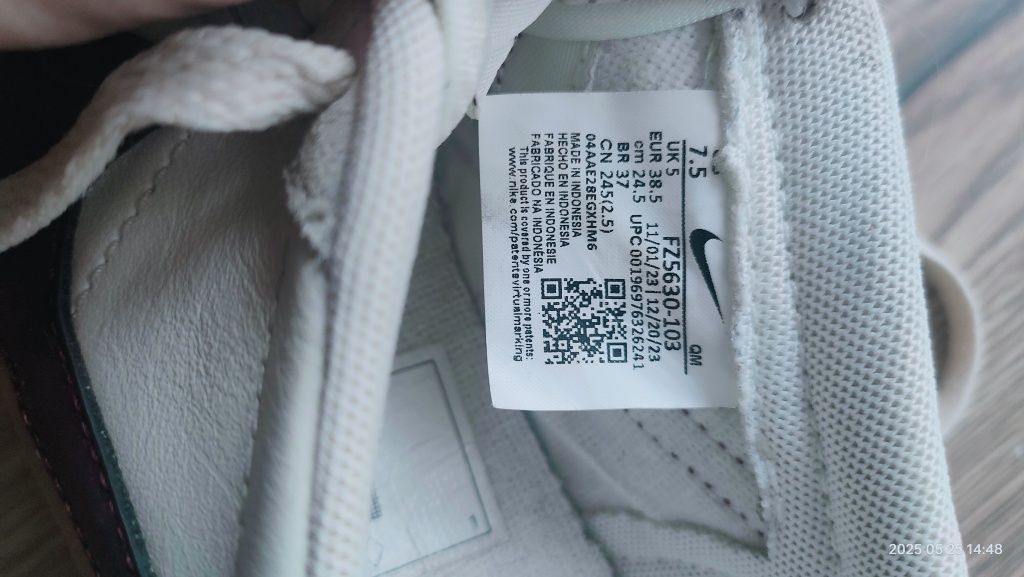 7.5
QM
UK 5
FZ5630-103
EUR 38.5
11/01/23 | 12/20/23
cm 24.5
UPC 00196976326241
BR 37
CN 245(2.5)
04AAE28EGXHM6
MADE IN INDONESIA
HECHO EN INDONESIA
FABRIQUE EN INDONESIE
FABRICADO NA INDONÉSIA
This product is covered by one or more patents:
www.nike.com/patentsvirtualmarking
2025 05 25 14:48